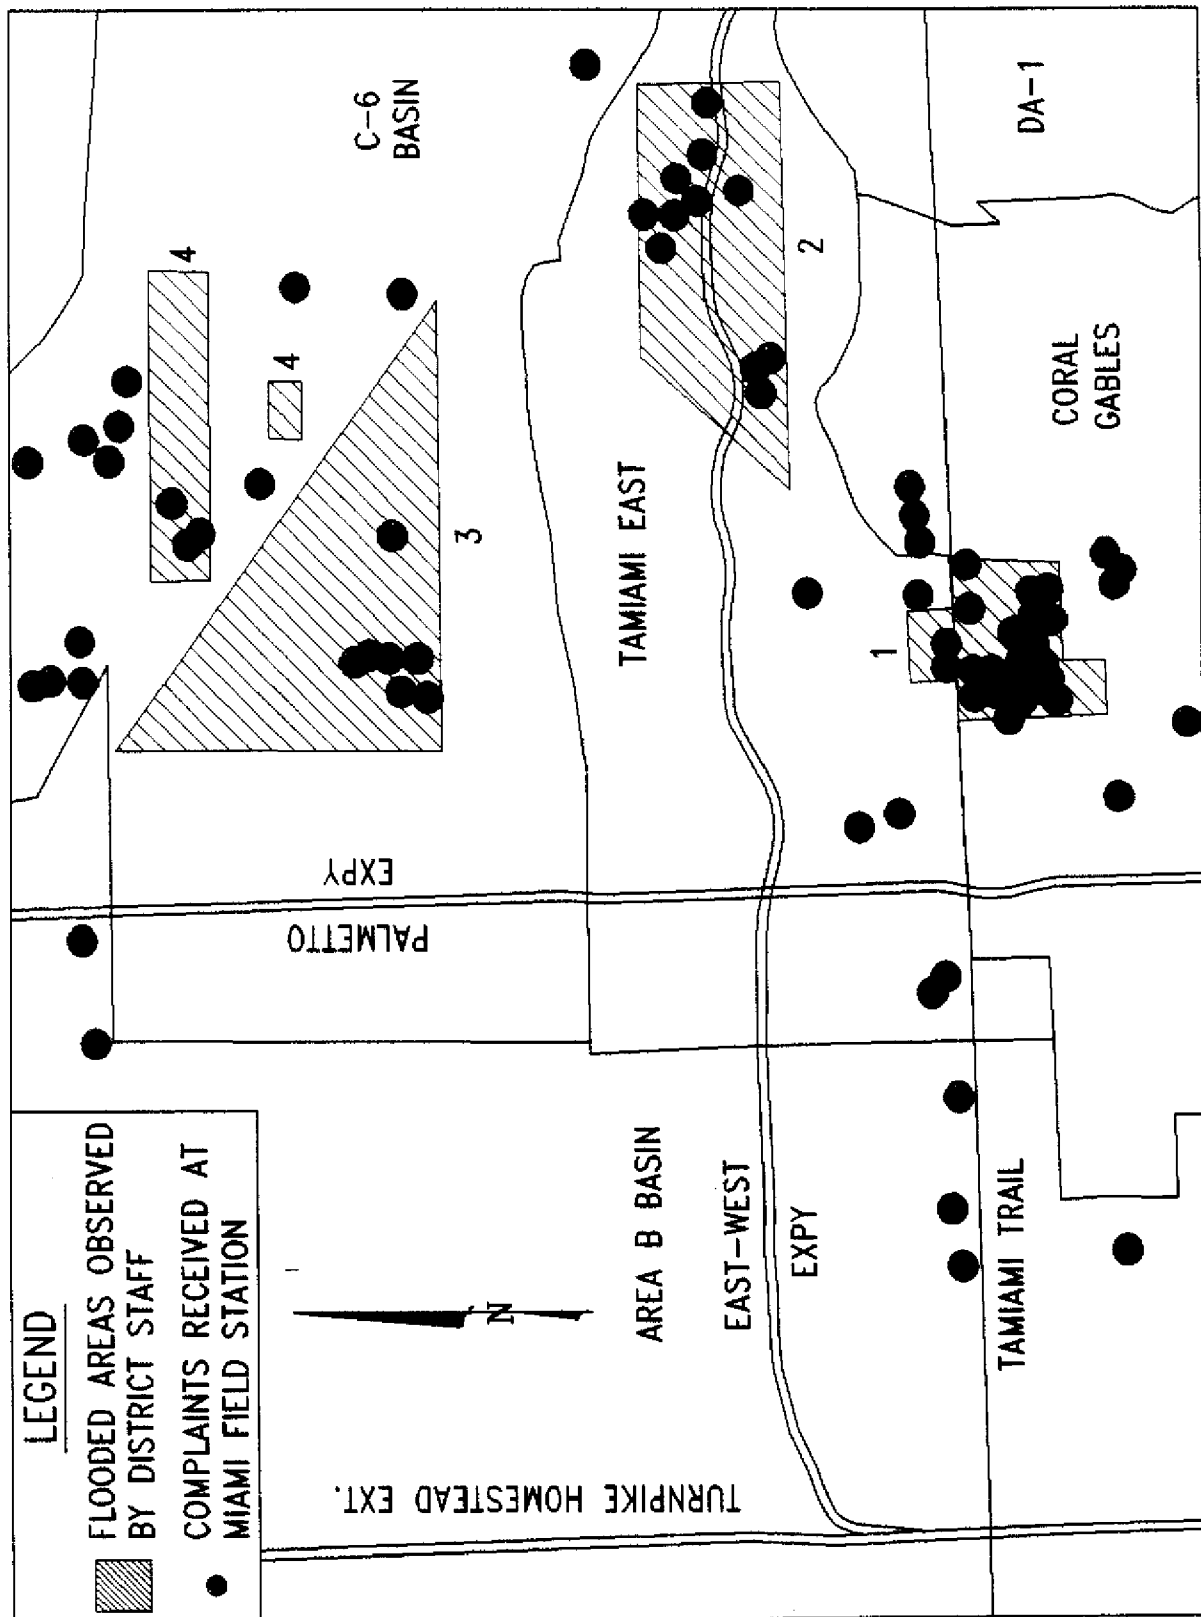 LEGEND
FLOODED AREAS OBSERVED
BY DISTRICT STAFF
COMPLAINTS RECEIVED AT
MIAMI FIELD STATION
C-6
BASIN
4
4
3
EXPY
PALMETTO
TAMIAMI EAST
2
DA-1
1
CORAL
GABLES
N
AREA B BASIN
EAST-WEST
EXPY
TAMIAMI TRAIL
TURNPIKE HOMESTEAD EXT.